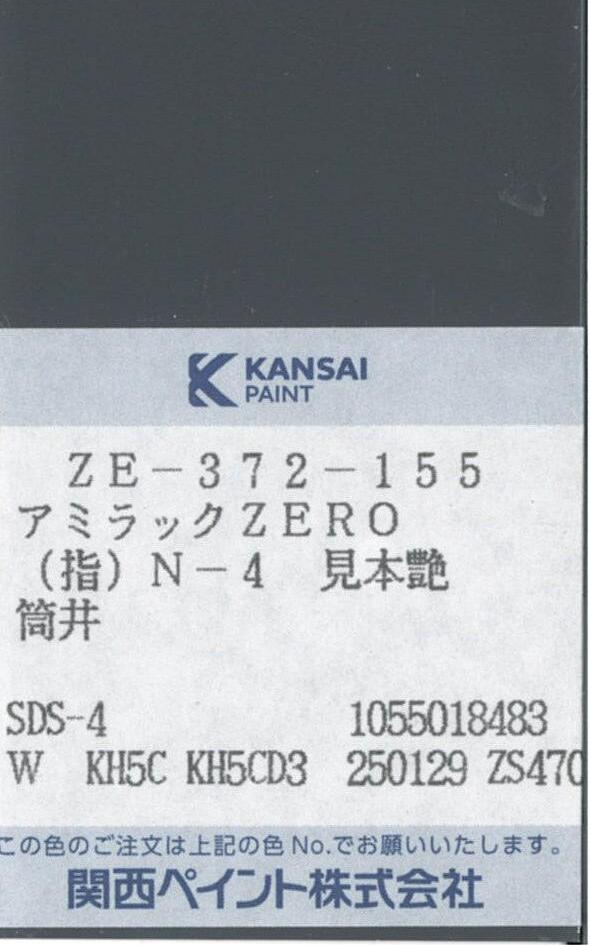 KANSAI
PAINT
ZE-372-155
アミラックZERO
(指)N-4 見本艶
筒井
SDS-4 1055018483
W KH5C KH5CD3 250129 ZS470
この色のご注文は上記の色No.でお願いいたします。
関西ペイント株式会社